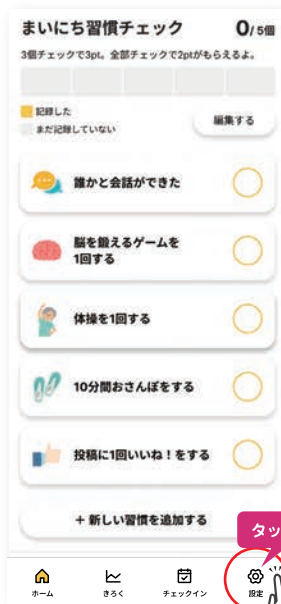 まいにち習慣チェック 0/5個
3個チェックで3pt。全部チェックで2ptがもらえるよ。
記録した
まだ記録していない
編集する
誰かと会話ができた
脳を鍛えるゲームを
1回する
体操を1回する
10分間おさんぽをする
投稿に1回いいね！をする
+ 新しい習慣を追加する
タッ
ホーム きろく チェックイン 設定